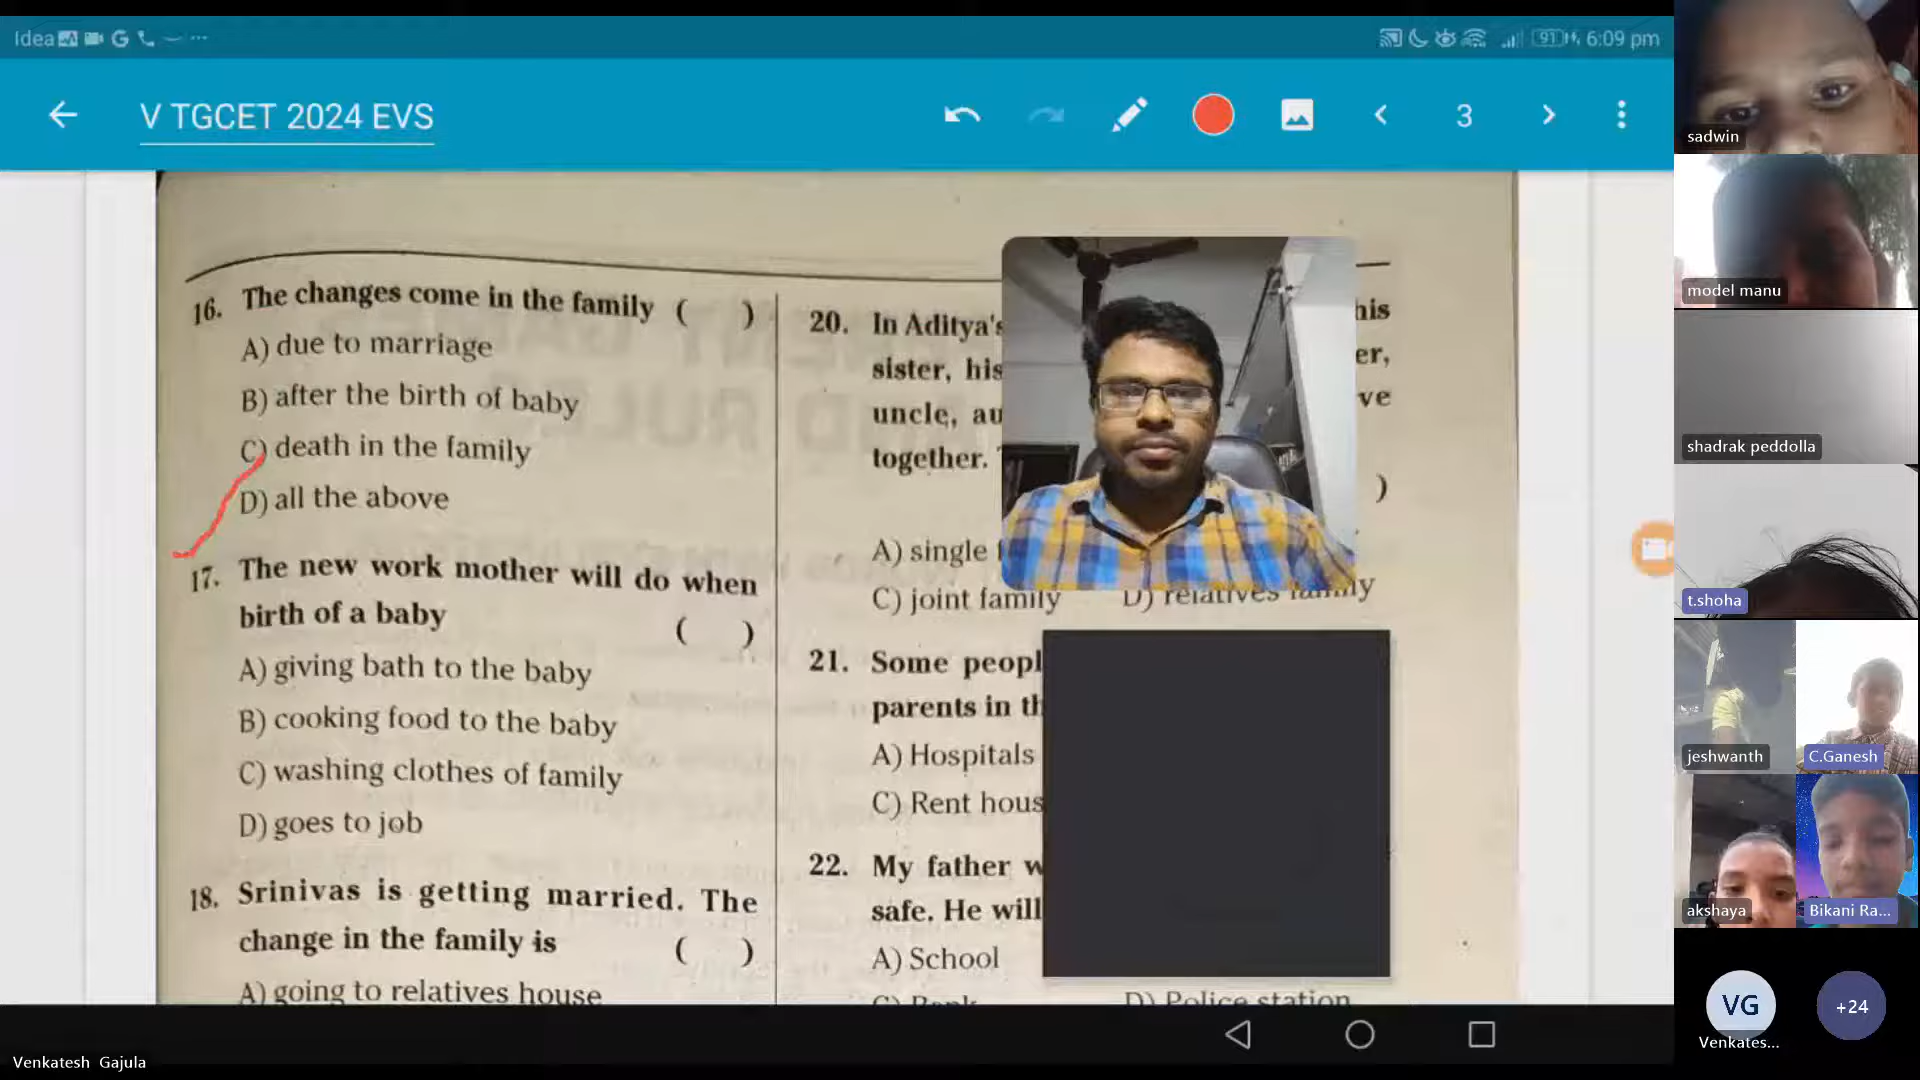 Idea
6:09 pm
91
V TGCET 2024 EVS
3
16. The changes come in the family ( )
A) due to marriage
B) after the birth of baby
C) death in the family
D) all the above
17. The new work mother will do when
birth of a baby ( )
A) giving bath to the baby
B) cooking food to the baby
C) washing clothes of family
D) goes to job
18. Srinivas is getting married. The
change in the family is ( )
A) going to relatives house
20. In Aditya's his
sister, his er,
uncle, au ve
together.
)
A) single
C) joint family D) relatives family
21. Some peopl
parents in th
A) Hospitals
C) Rent hous
22. My father w
safe. He will
A) School
C) Bank D) Police station
sadwin
model manu
shadrak peddolla
t.shoha
jeshwanth
C.Ganesh
akshaya
Bikani Ra...
VG
+24
Venkates...
Venkatesh Gajula